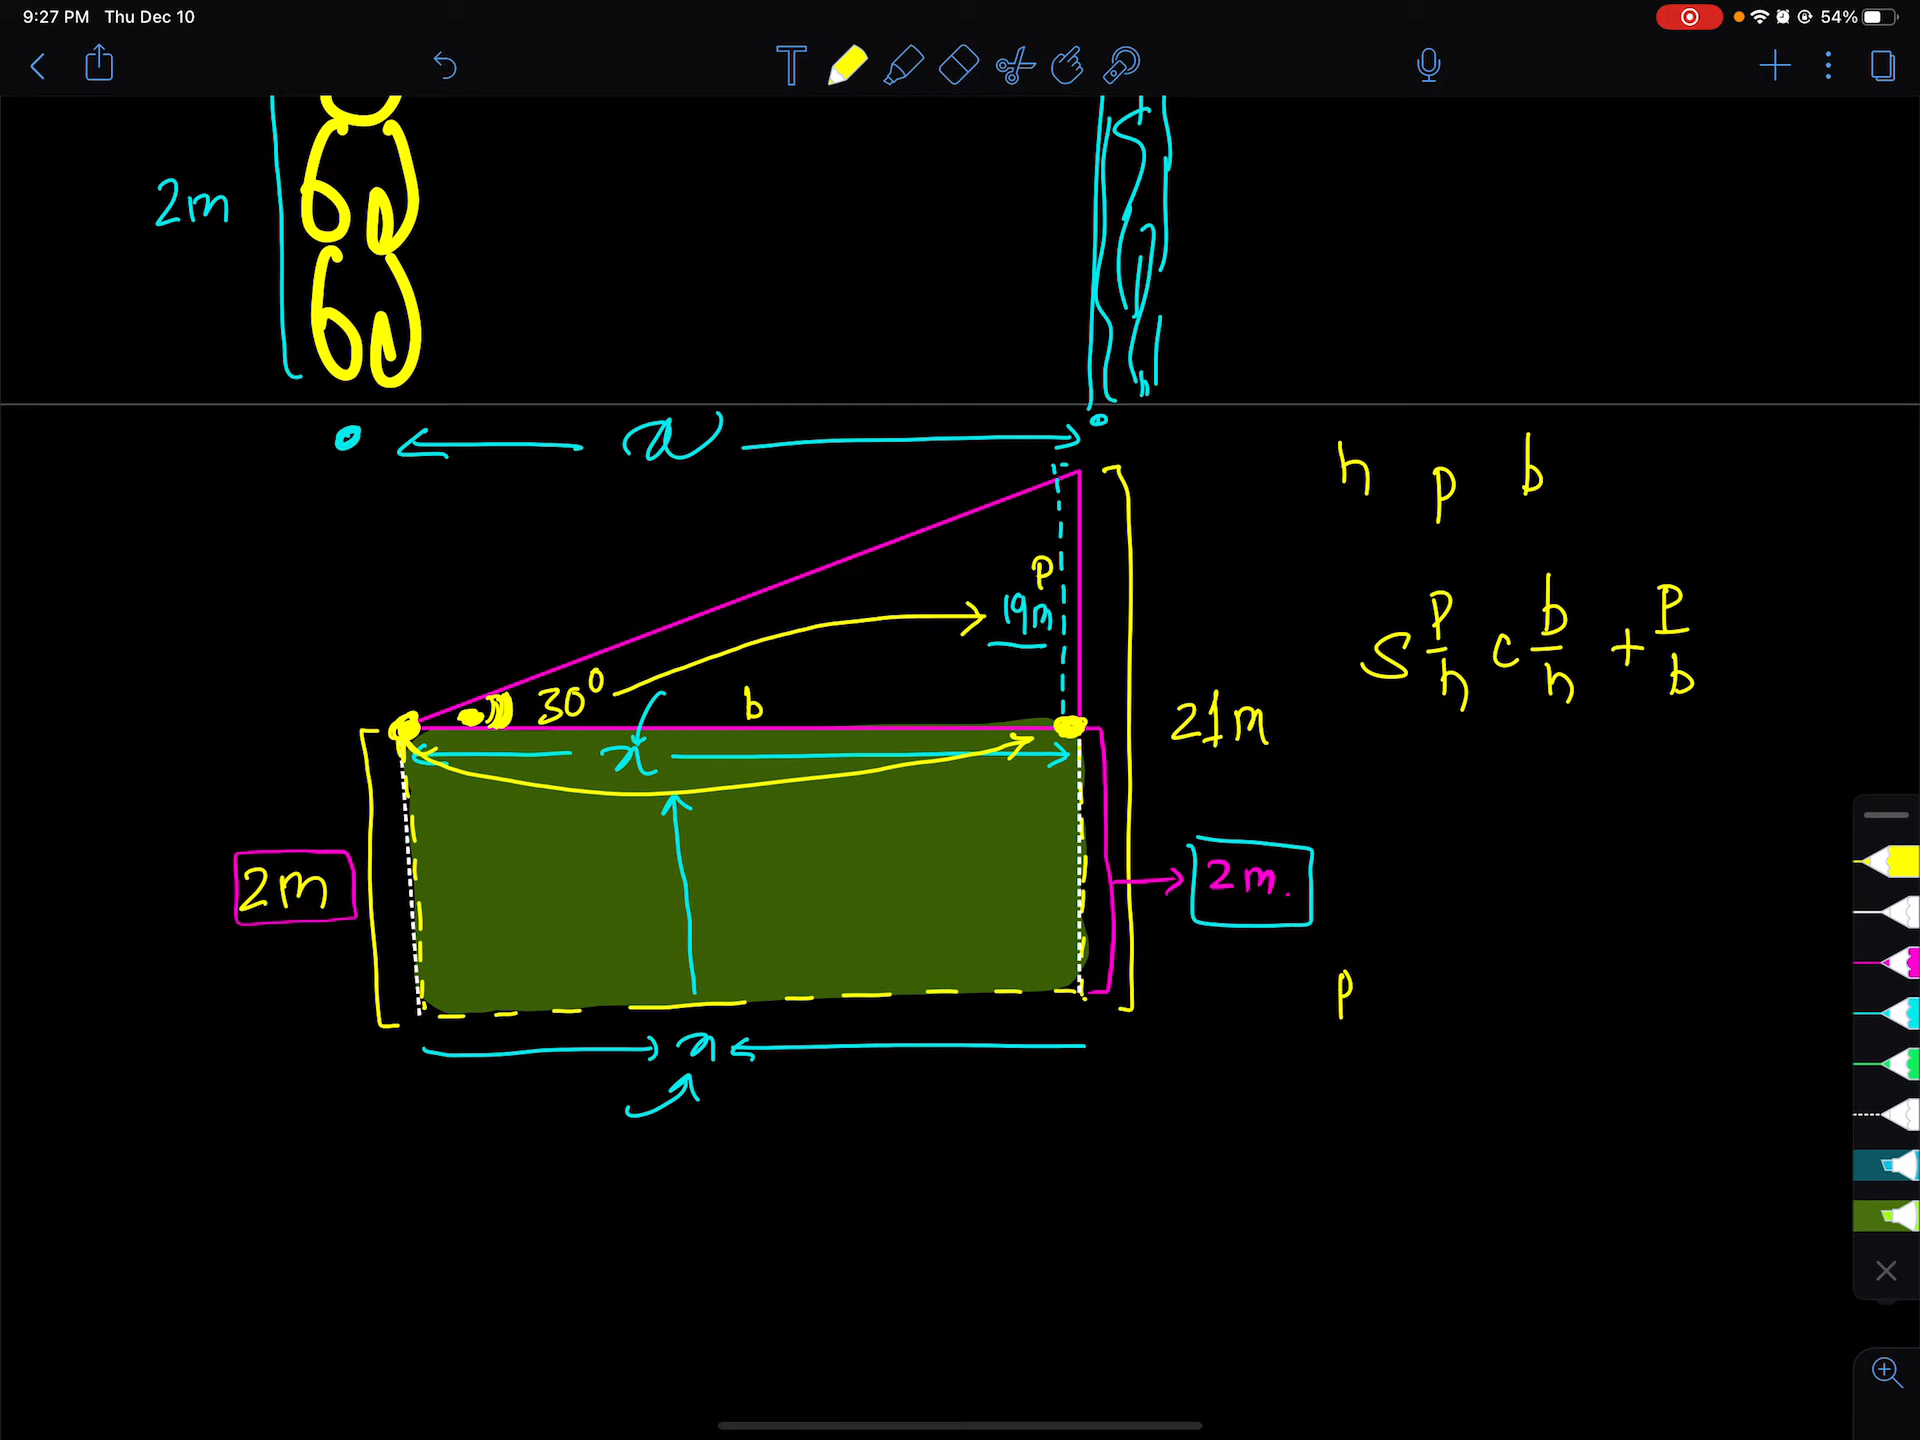 9:27 PM Thu Dec 10
54%
T
2m
x
h p b
p
19m
S P/h C b/h t P/b
30° b
21m
x
2m
2m.
p
x